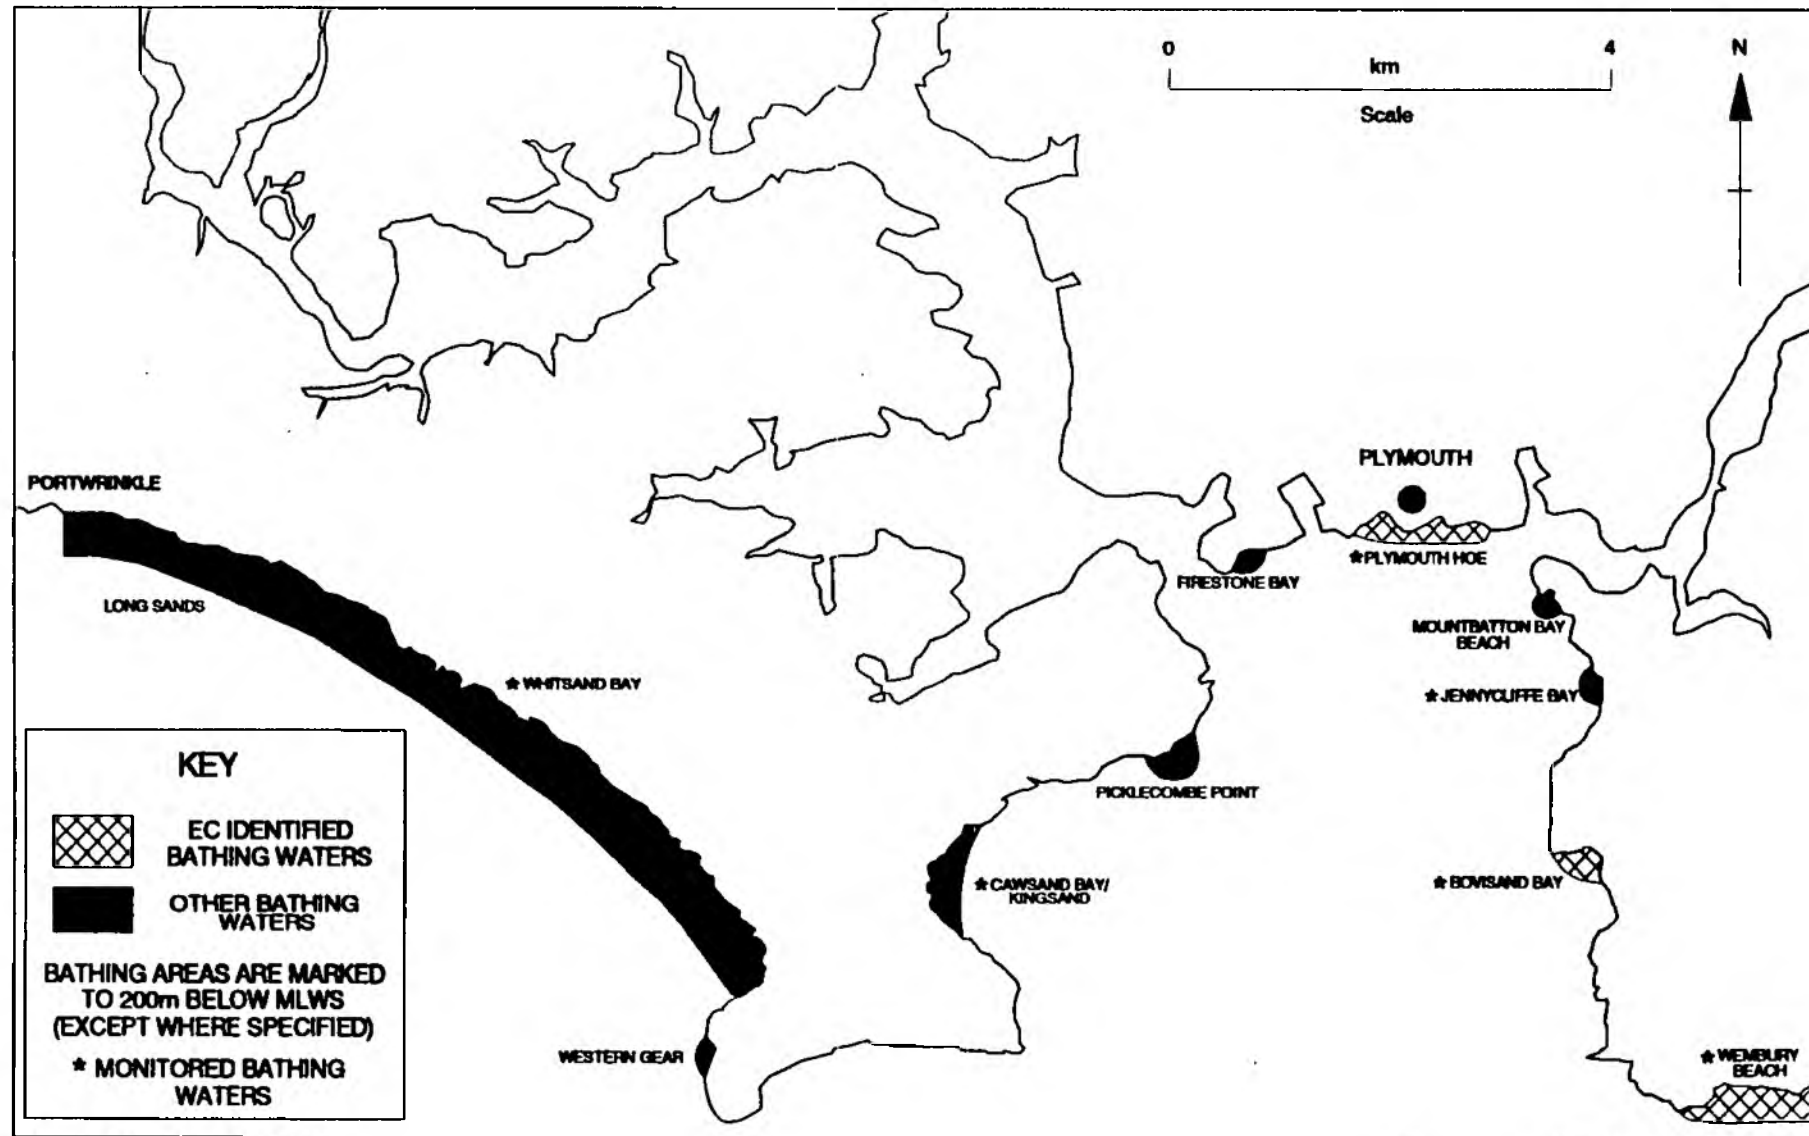 0 4 N
km
Scale
PORTWRINKLE
PLYMOUTH
* PLYMOUTH HOE
FIRESTONE BAY
LONG SANDS
MOUNTBATTON BAY
BEACH
* WHITSAND BAY
* JENNYCLIFFE BAY
PICKLECOMBE POINT
* CAWSAND BAY/
KINGSAND
* BOVISAND BAY
WESTERN GEAR
* WEMBURY
BEACH
KEY
EC IDENTIFIED
BATHING WATERS
OTHER BATHING
WATERS
BATHING AREAS ARE MARKED
TO 200m BELOW MLWS
(EXCEPT WHERE SPECIFIED)
* MONITORED BATHING
WATERS